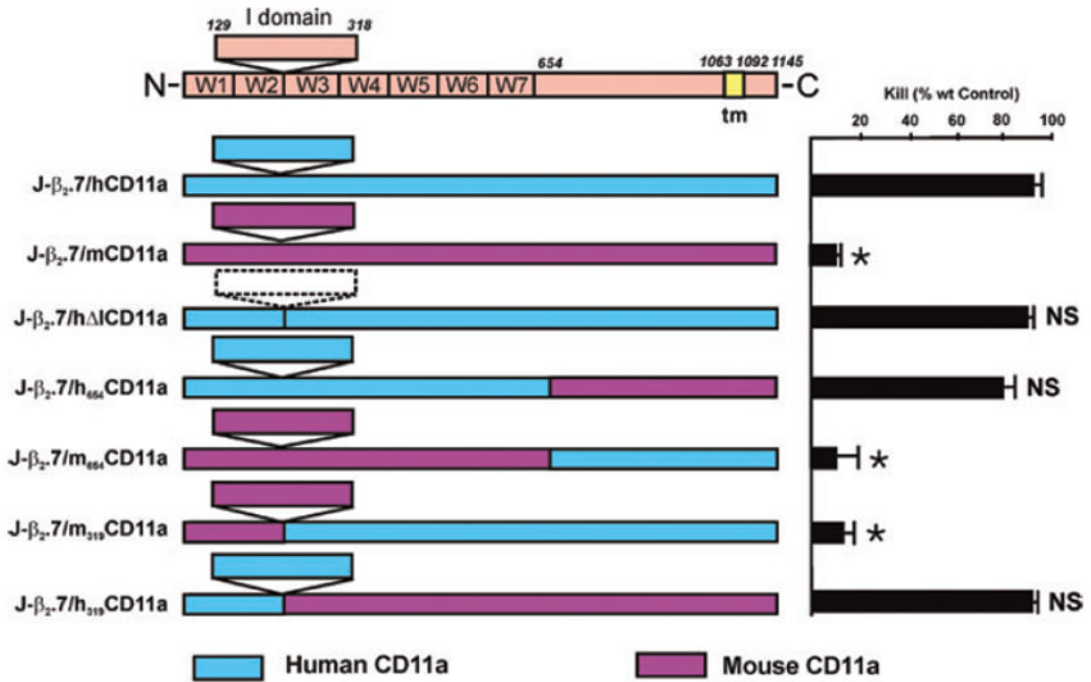 I domain
129 318
654 1063 1092 1145
N- W1 W2 W3 W4 W5 W6 W7 -C
tm
Kill (% wt Control)
20 40 60 80 100
J-β₂.7/hCD11a
J-β₂.7/mCD11a *
J-β₂.7/hΔICD11a NS
J-β₂.7/h₆₅₄CD11a NS
J-β₂.7/m₆₅₄CD11a *
J-β₂.7/m₃₁₉CD11a *
J-β₂.7/h₃₁₉CD11a NS
Human CD11a Mouse CD11a